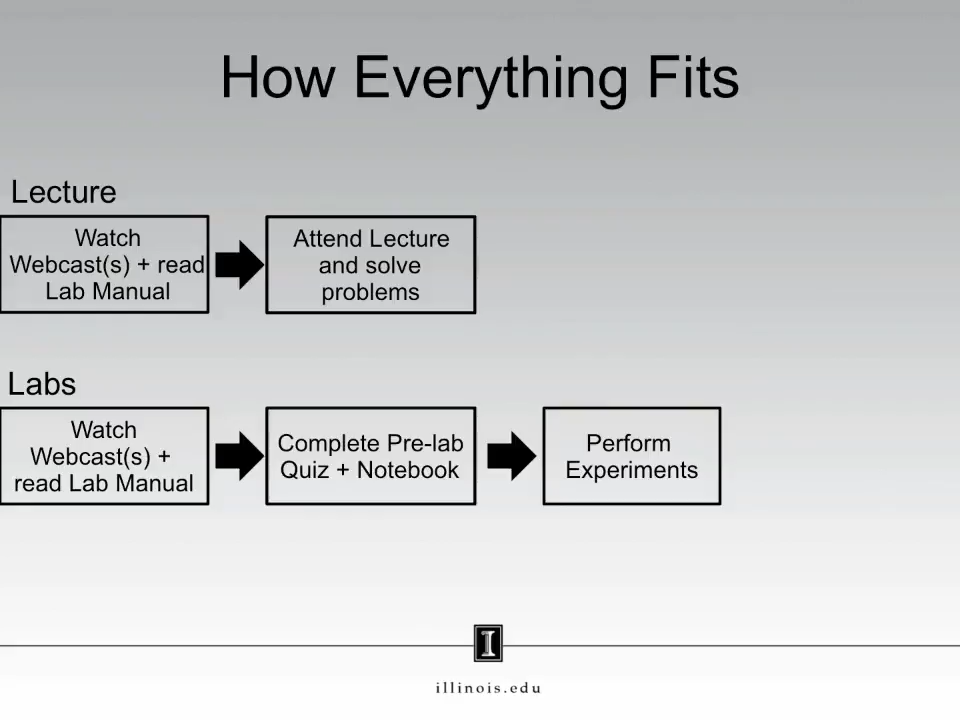 How Everything Fits
Lecture
Watch
Webcast(s) + read
Lab Manual
Attend Lecture
and solve
problems
Labs
Watch
Webcast(s) +
read Lab Manual
Complete Pre-lab
Quiz + Notebook
Perform
Experiments
I
illinois.edu